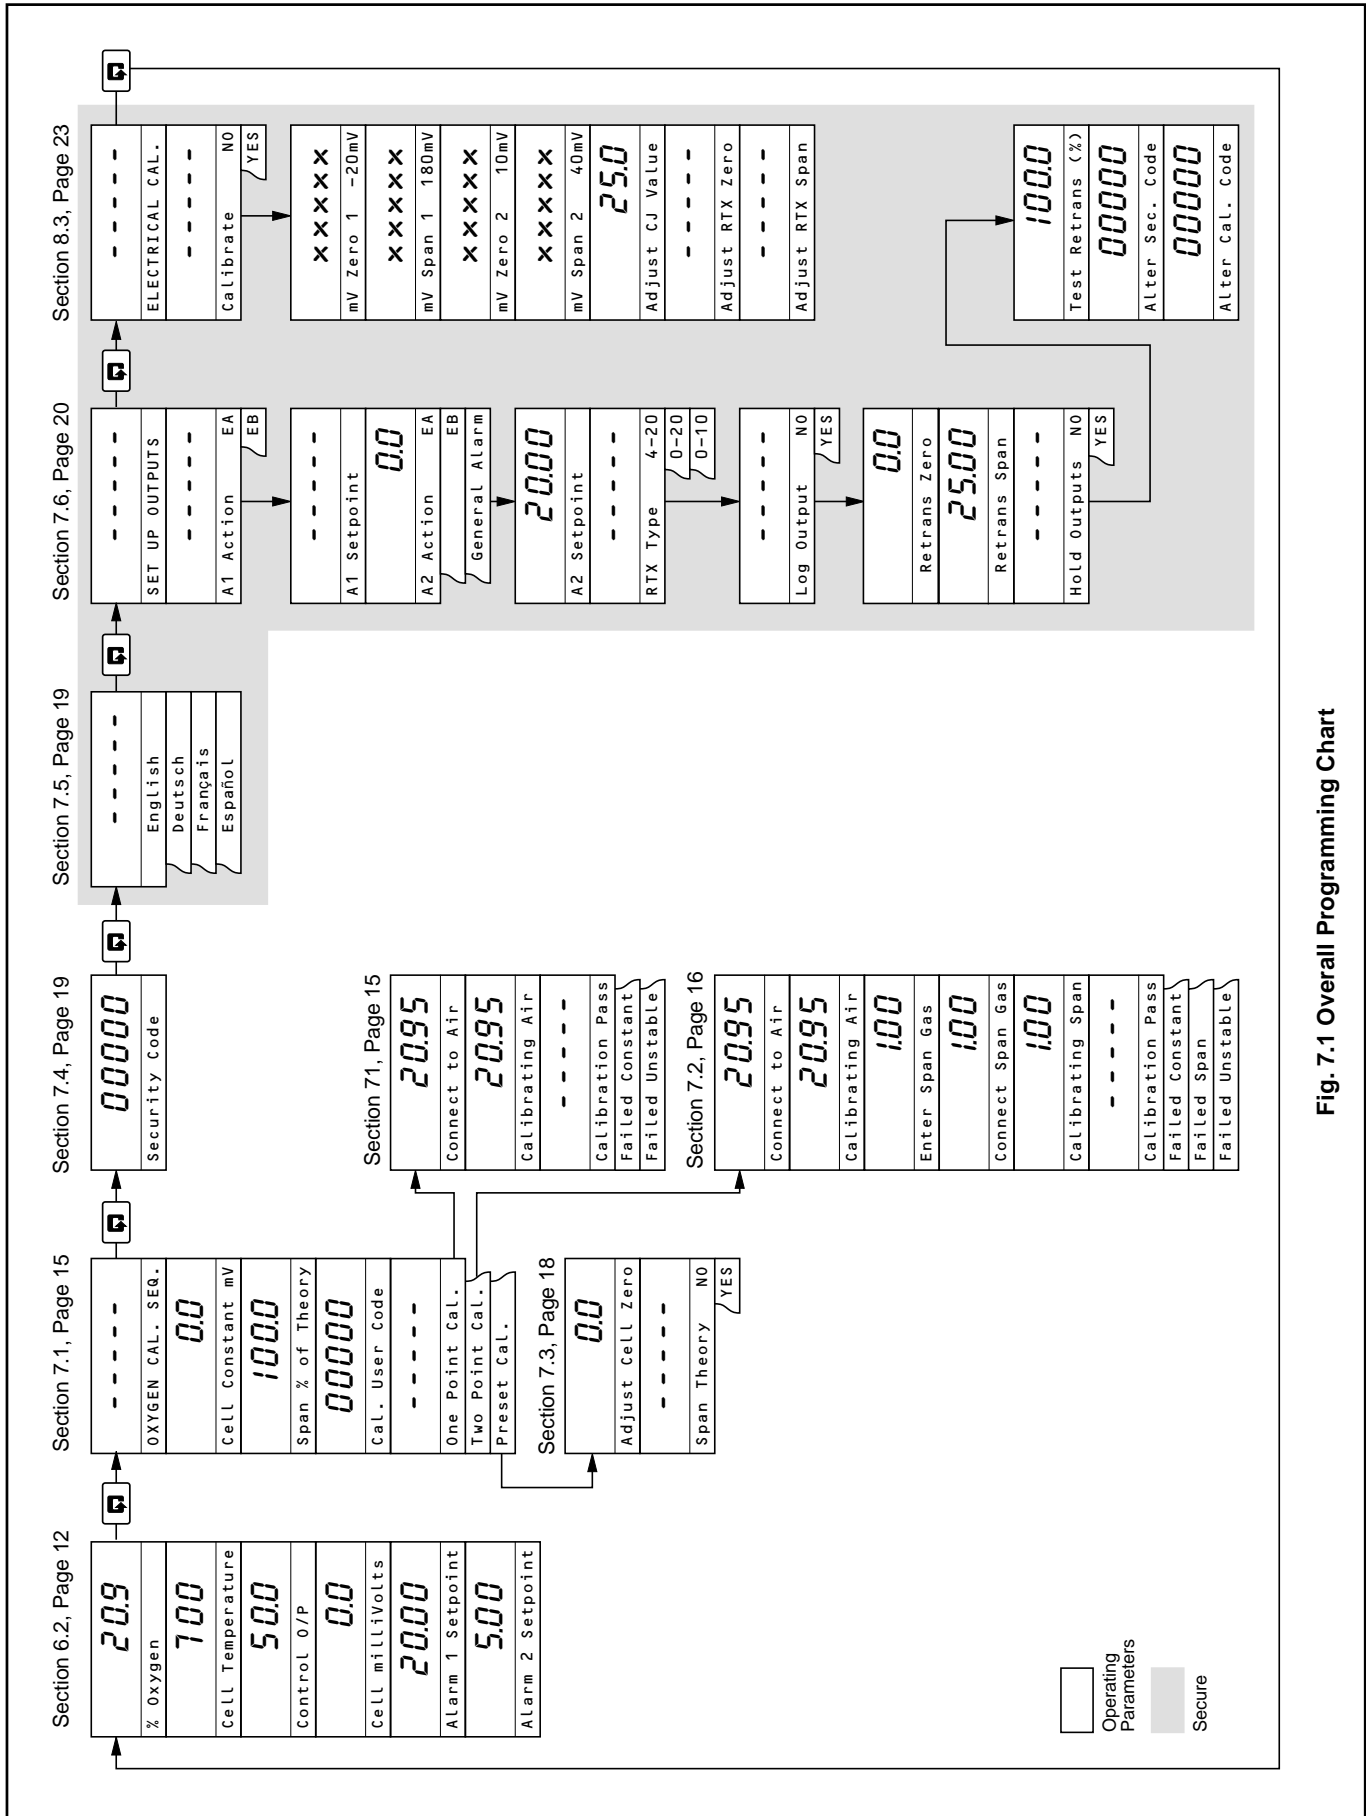 Section 6.2, Page 12
20.9
% Oxygen
700
Cell Temperature
50.0
Control O/P
0.0
Cell milliVolts
20.00
Alarm 1 Setpoint
5.00
Alarm 2 Setpoint
Section 7.1, Page 15
-----
OXYGEN CAL. SEQ.
0.0
Cell Constant mV
100.0
Span % of Theory
00000
Cal. User Code
-----
One Point Cal.
Two Point Cal.
Preset Cal.
Section 7.3, Page 18
0.0
Adjust Cell Zero
-----
Span Theory NO
YES
Section 7.4, Page 19
00000
Security Code
Section 71, Page 15
20.95
Connect to Air
20.95
Calibrating Air
-----
Calibration Pass
Failed Constant
Failed Unstable
Section 7.2, Page 16
20.95
Connect to Air
20.95
Calibrating Air
1.00
Enter Span Gas
1.00
Connect Span Gas
1.00
Calibrating Span
-----
Calibration Pass
Failed Constant
Failed Span
Failed Unstable
Section 7.5, Page 19
-----
English
Deutsch
Français
Español
Section 7.6, Page 20
-----
SET UP OUTPUTS
-----
A1 Action EA
EB
-----
A1 Setpoint
0.0
A2 Action EA
EB
General Alarm
20.00
A2 Setpoint
-----
RTX Type 4-20
0-20
0-10
-----
Log Output NO
YES
0.0
Retrans Zero
25.00
Retrans Span
-----
Hold Outputs NO
YES
Section 8.3, Page 23
-----
ELECTRICAL CAL.
-----
Calibrate NO
YES
xxxxx
mV Zero 1 -20mV
xxxxx
mV Span 1 180mV
xxxxx
mV Zero 2 10mV
xxxxx
mV Span 2 40mV
25.0
Adjust CJ Value
-----
Adjust RTX Zero
-----
Adjust RTX Span
100.0
Test Retrans (%)
00000
Alter Sec. Code
00000
Alter Cal. Code
Operating
Parameters
Secure
Fig. 7.1 Overall Programming Chart